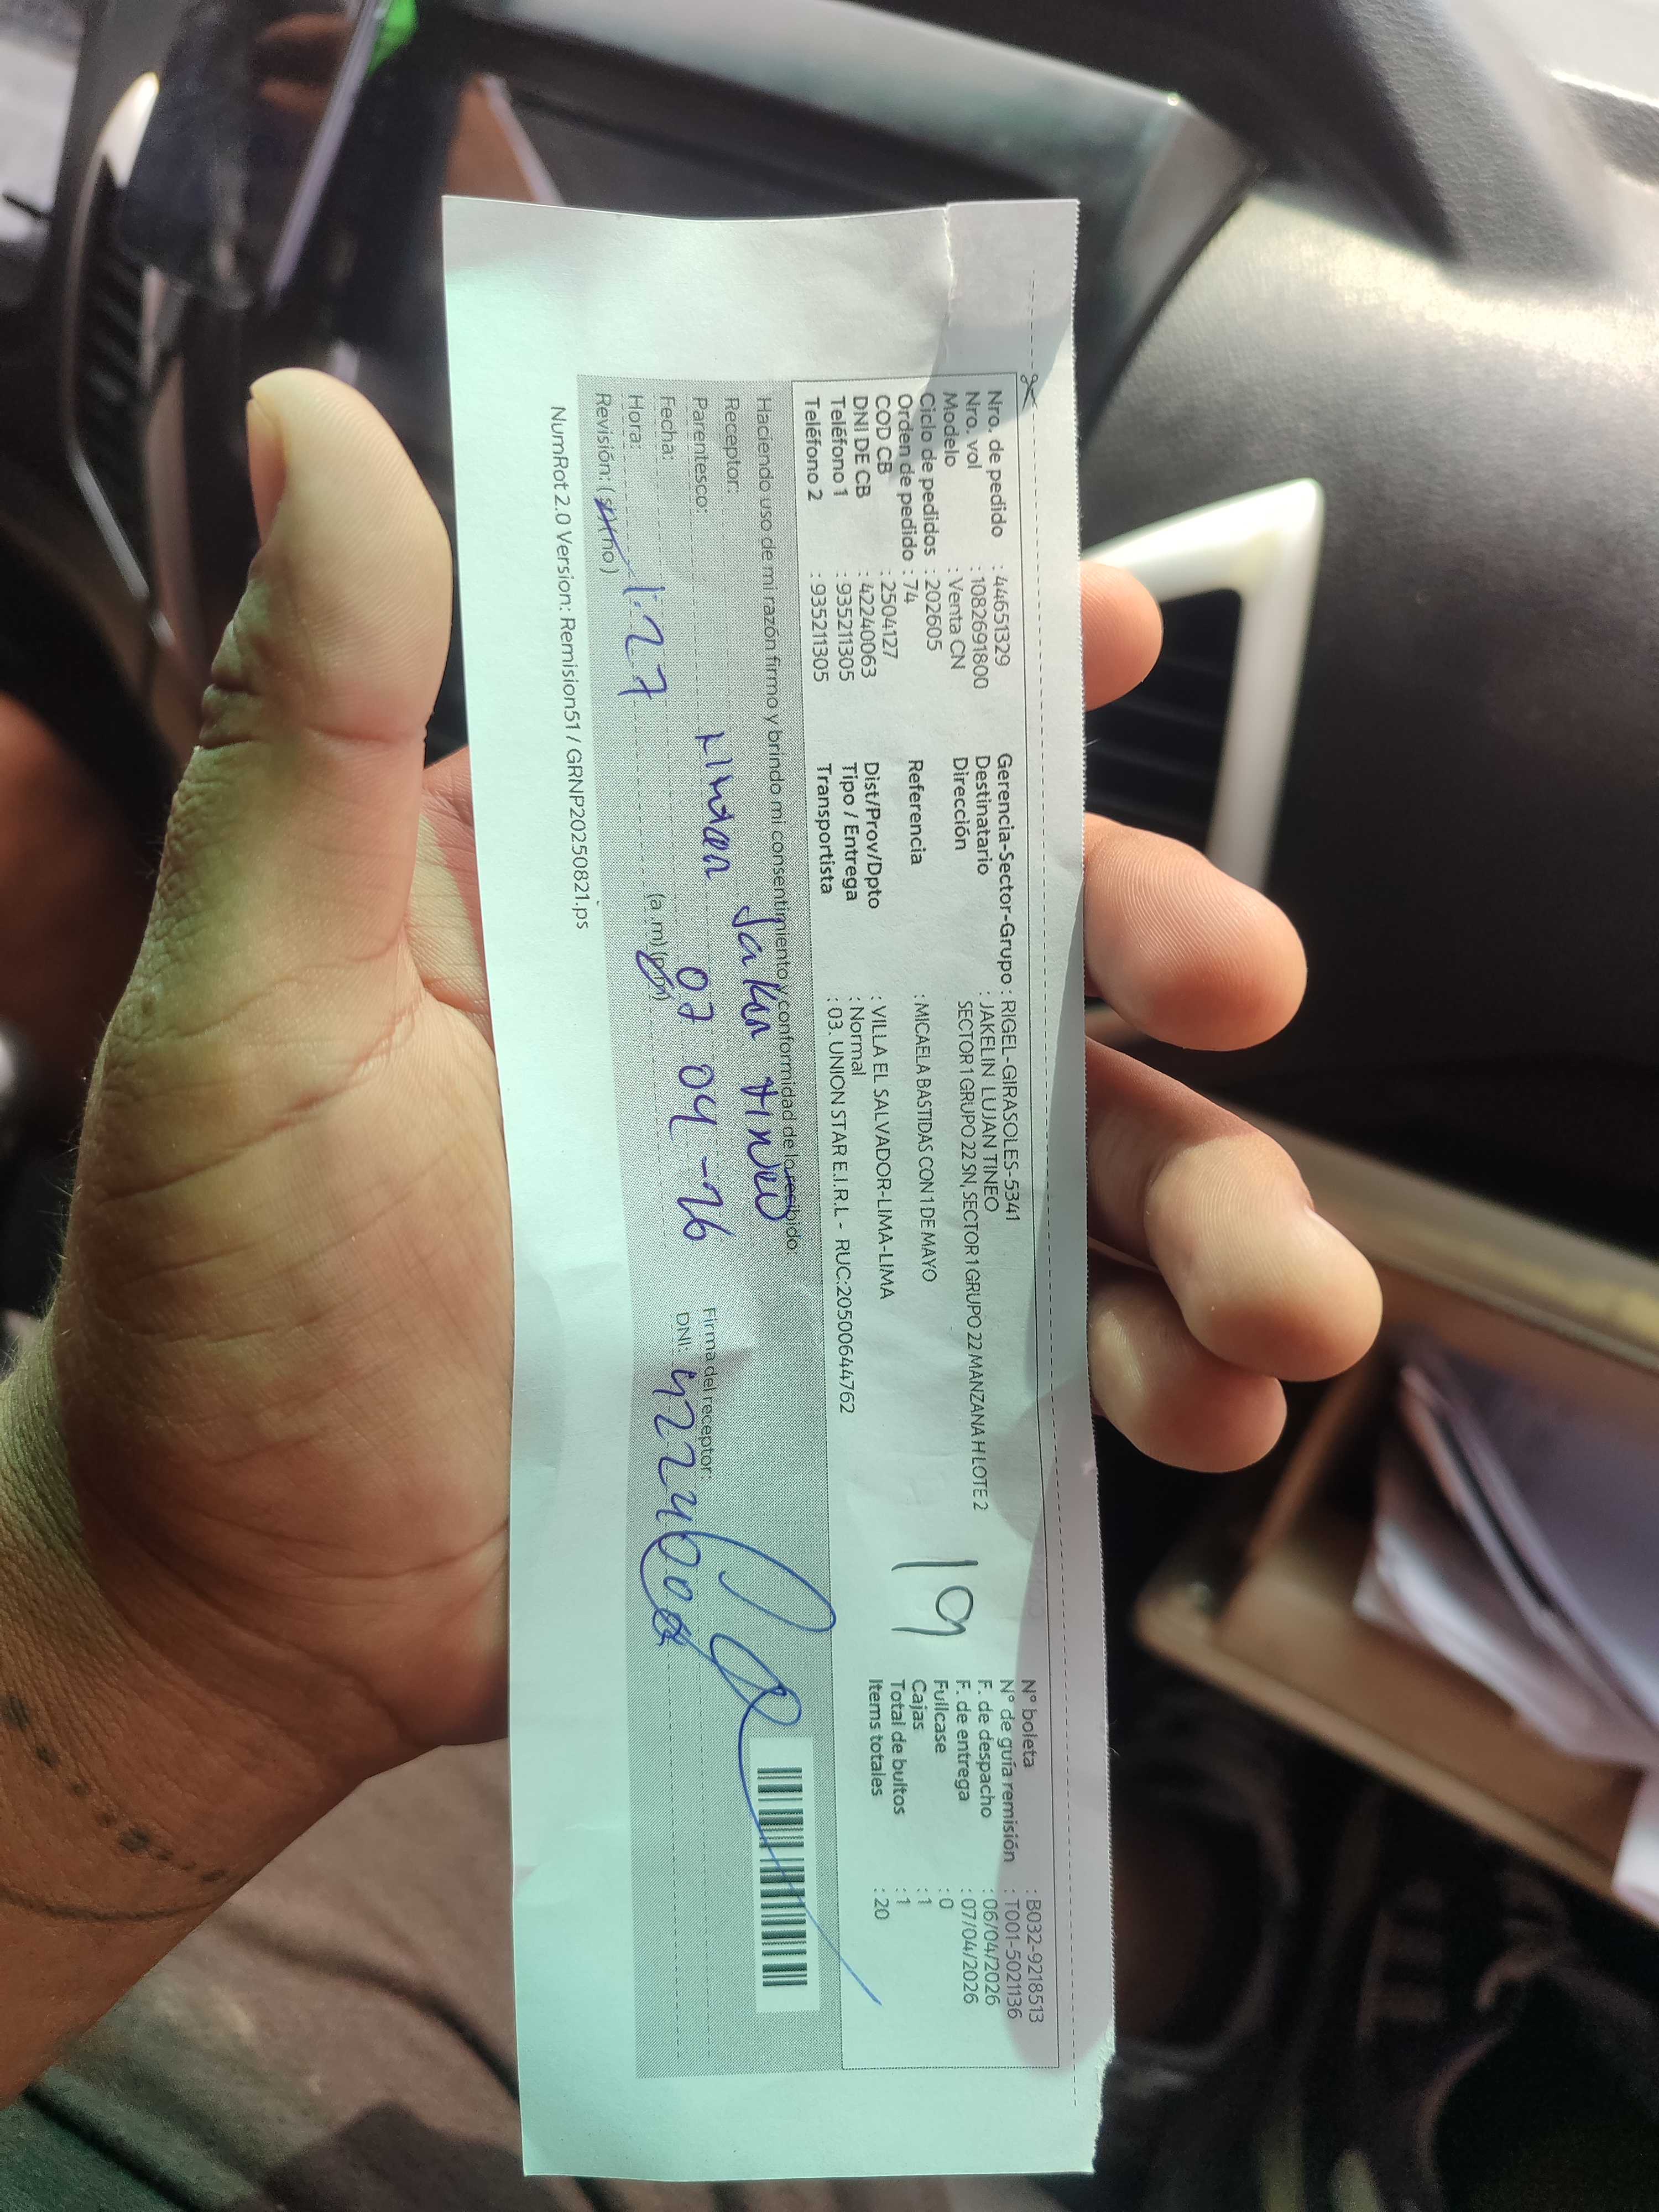 Nro. de pedido : 44651329
Nro. vol : 1082691800
Modelo : Venta CN
Ciclo de pedidos : 202605
Orden de pedido : 74
COD CB : 2504127
DNI DE CB : 42240063
Teléfono 1 : 935211305
Teléfono 2 : 935211305
Gerencia-Sector-Grupo : RIGEL-GIRASOLES-5341
Destinatario : JAKELIN LUJAN TINEO
Dirección SECTOR 1 GRUPO 22 SN, SECTOR 1 GRUPO 22 MANZANA H LOTE 2
Referencia : MICAELA BASTIDAS CON 1 DE MAYO
Dist/Prov/Dpto : VILLA EL SALVADOR-LIMA-LIMA
Tipo / Entrega : Normal
Transportista : 03. UNION STAR E.I.R.L - RUC:20500644762
19
N° boleta : B032-9218513
N° de guía remisión : T001-5021136
F. de despacho : 06/04/2026
F. de entrega : 07/04/2026
Fullcase : 0
Cajas : 1
Total de bultos : 1
Items totales : 20
Haciendo uso de mi razón firmo y brindo mi consentimiento y conformidad de lo recibido:
Receptor:
Parentesco:
Fecha: 07 04 -26
Hora: 1:27 (a.m) (p.m)
Revisión: (si) (no)
Firma del receptor:
DNI:
NumRot 2.0 Version: Remision51 / GRNP20250821.ps